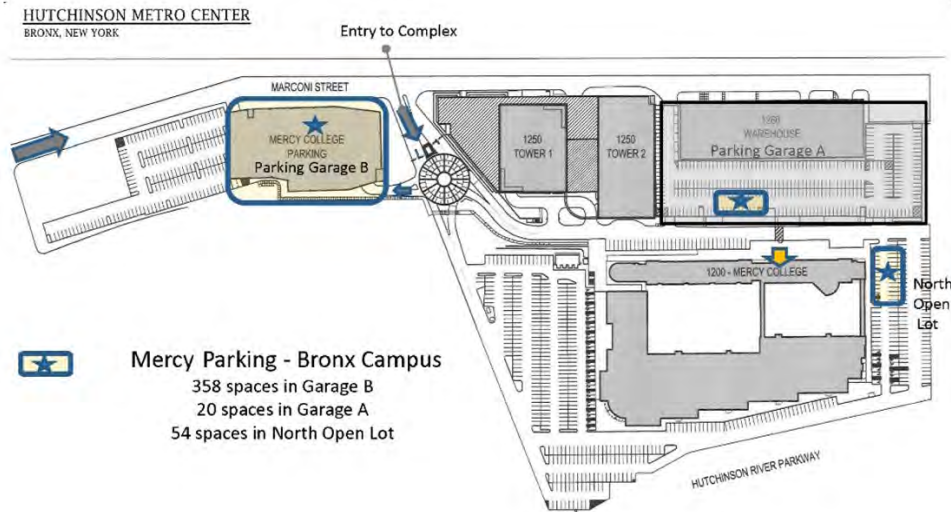 HUTCHINSON METRO CENTER
BRONX, NEW YORK
Entry to Complex
MARCONI STREET
MERCY COLLEGE
PARKING
Parking Garage B
1250
TOWER 1
1250
TOWER 2
1260
WAREHOUSE
Parking Garage A
1200 - MERCY COLLEGE
North
Open
Lot
Mercy Parking - Bronx Campus
358 spaces in Garage B
20 spaces in Garage A
54 spaces in North Open Lot
HUTCHINSON RIVER PARKWAY